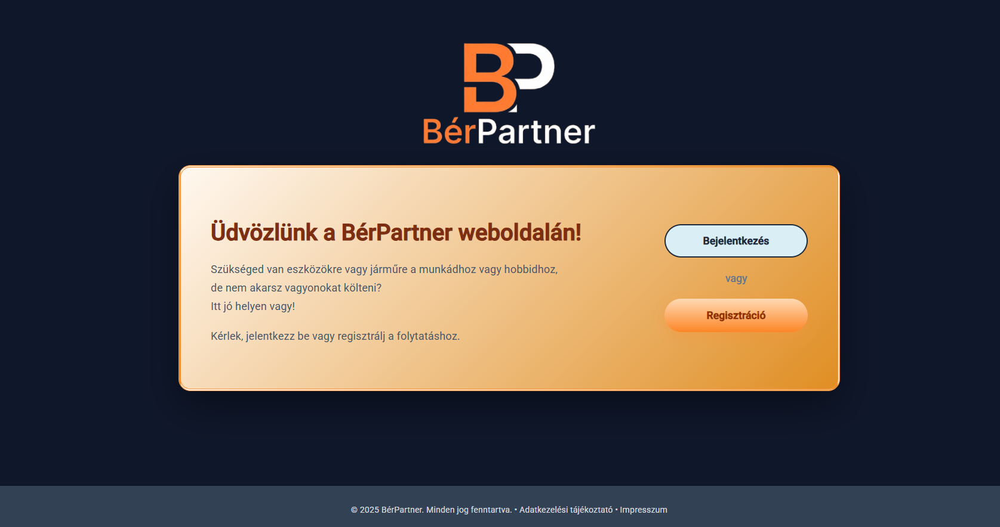 BP
BérPartner
Üdvözlünk a BérPartner weboldalán!
Szükséged van eszközökre vagy járműre a munkádhoz vagy hobbidhoz,
de nem akarsz vagyonokat költeni?
Itt jó helyen vagy!
Kérlek, jelentkezz be vagy regisztrálj a folytatáshoz.
Bejelentkezés
vagy
Regisztráció
© 2025 BérPartner. Minden jog fenntartva. • Adatkezelési tájékoztató • Impresszum